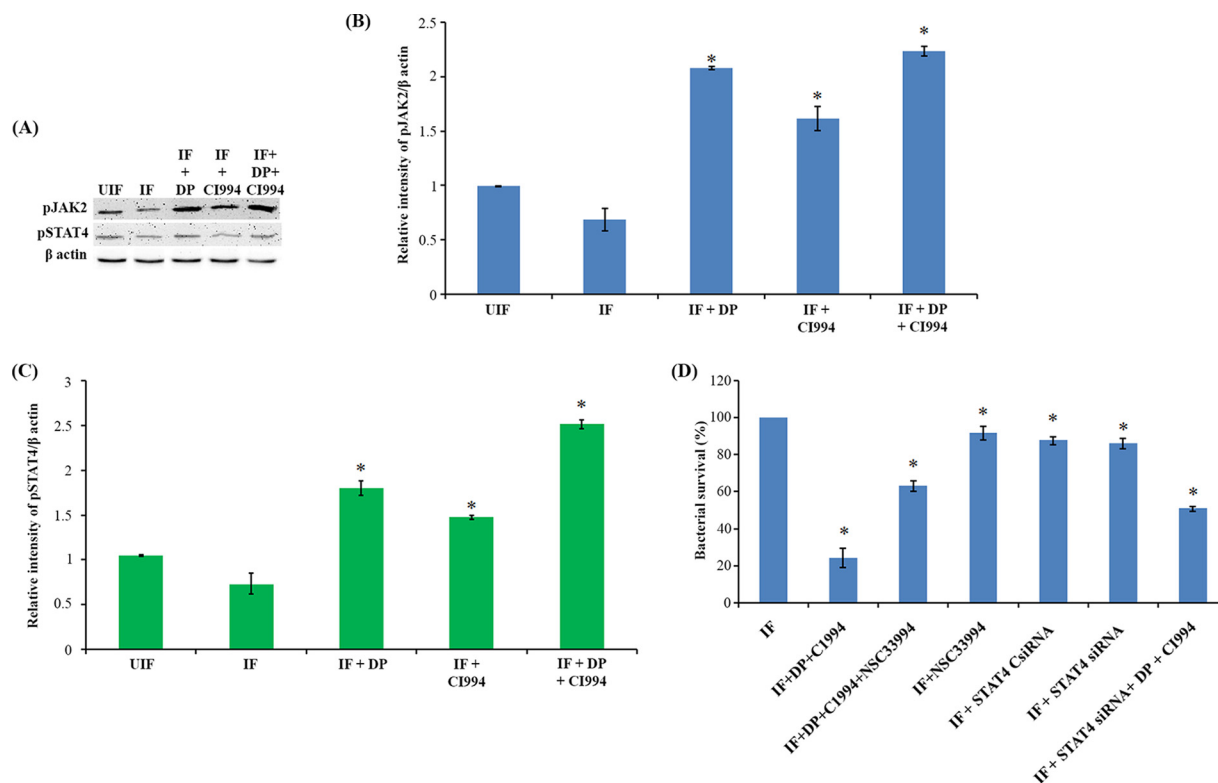 (A)
IF
+
DP
IF
+
CI994
IF+
DP+
CI994
UIF
IF
pJAK2
pSTAT4
β actin
(B)
Relative intensity of pJAK2/β actin
2.5
2
1.5
1
0.5
0
*
*
*
UIF
IF
IF + DP
IF +
CI994
IF + DP
+ CI994
(C)
Relative intensity of pSTAT4/β actin
3
2.5
2
1.5
1
0.5
0
*
*
*
UIF
IF
IF + DP
IF +
CI994
IF + DP
+ CI994
(D)
Bacterial survival (%)
120
100
80
60
40
20
0
*
*
*
*
*
*
IF
IF+DP+C1994
IF+DP+C1994+NSC33994
IF+NSC33994
IF+ STAT4 CsiRNA
IF+ STAT4 siRNA
IF+ STAT4 siRNA+ DP + CI994